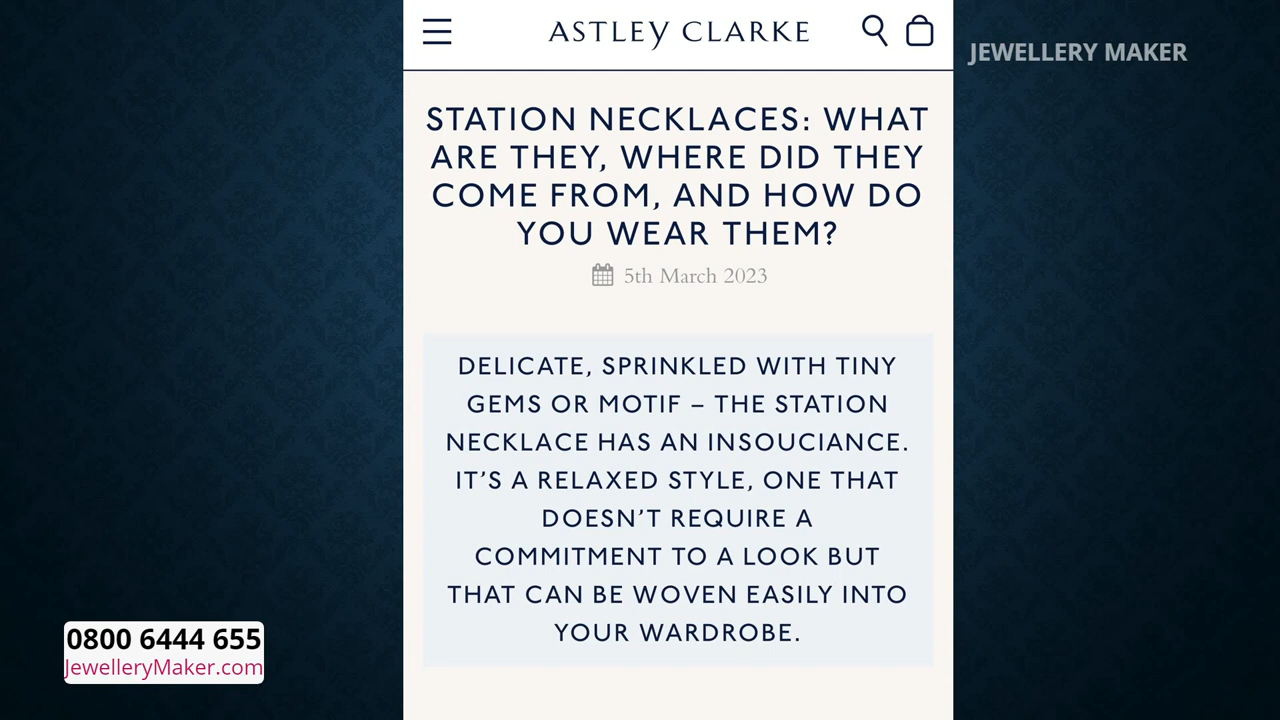 ASTLEY CLARKE
JEWELLERY MAKER
STATION NECKLACES: WHAT
ARE THEY, WHERE DID THEY
COME FROM, AND HOW DO
YOU WEAR THEM?
5th March 2023
DELICATE, SPRINKLED WITH TINY
GEMS OR MOTIF – THE STATION
NECKLACE HAS AN INSOUCIANCE.
IT’S A RELAXED STYLE, ONE THAT
DOESN’T REQUIRE A
COMMITMENT TO A LOOK BUT
THAT CAN BE WOVEN EASILY INTO
YOUR WARDROBE.
0800 6444 655
JewelleryMaker.com